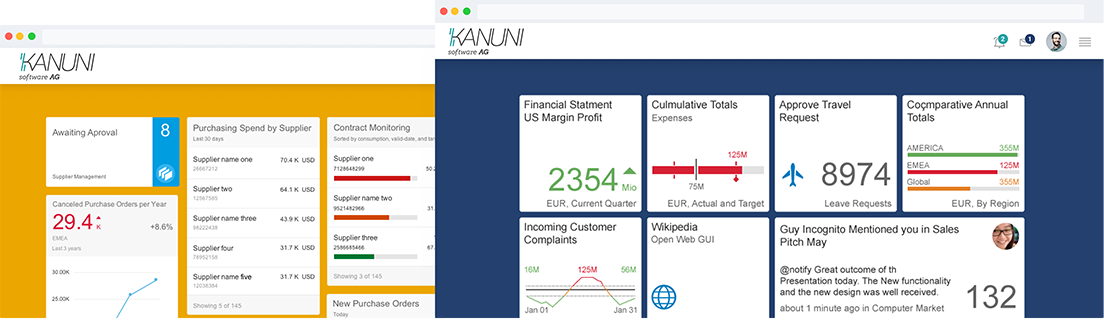 KANUNI
software AG
Awaiting Aproval
8
Supplier Management
Canceled Purchase Orders per Year
29.4
K
+8.6%
EMEA
Last 3 years
30.00K
25.00K
Purchasing Spend by Supplier
Last 30 days
Supplier name one
70.4 K USD
26667212
Supplier two
64.1 K USD
12567565
Supplier name three
43.9 K USD
98222438
Supplier four
31.7 K USD
78952158
Supplier name five
31.7 K USD
12038384
Showing 5 of 145
Contract Monitoring
Sorted by consumption, valid-date, and
Supplier one
7128648299
Supplier name two
9521482966
Supplier three
2586685466
Showing 3 of 145
New Purchase Orders
Today
KANUNI
software AG
2
1
Financial Statment
US Margin Profit
2354
Mio
EUR, Current Quarter
Culmulative Totals
Expenses
125M
75M
EUR, Actual and Target
Approve Travel
Request
8974
Leave Requests
Coçmparative Annual
Totals
AMERICA 355M
EMEA 125M
Global 355M
EUR, By Region
Incoming Customer
Complaints
16M 125M 56M
Jan 01 Jan 31
Wikipedia
Open Web GUI
Guy Incognito Mentioned you in Sales
Pitch May
@notify Great outcome of th
Presentation today. The New functionality
and the new design was well received.
132
about 1 minute ago in Computer Market